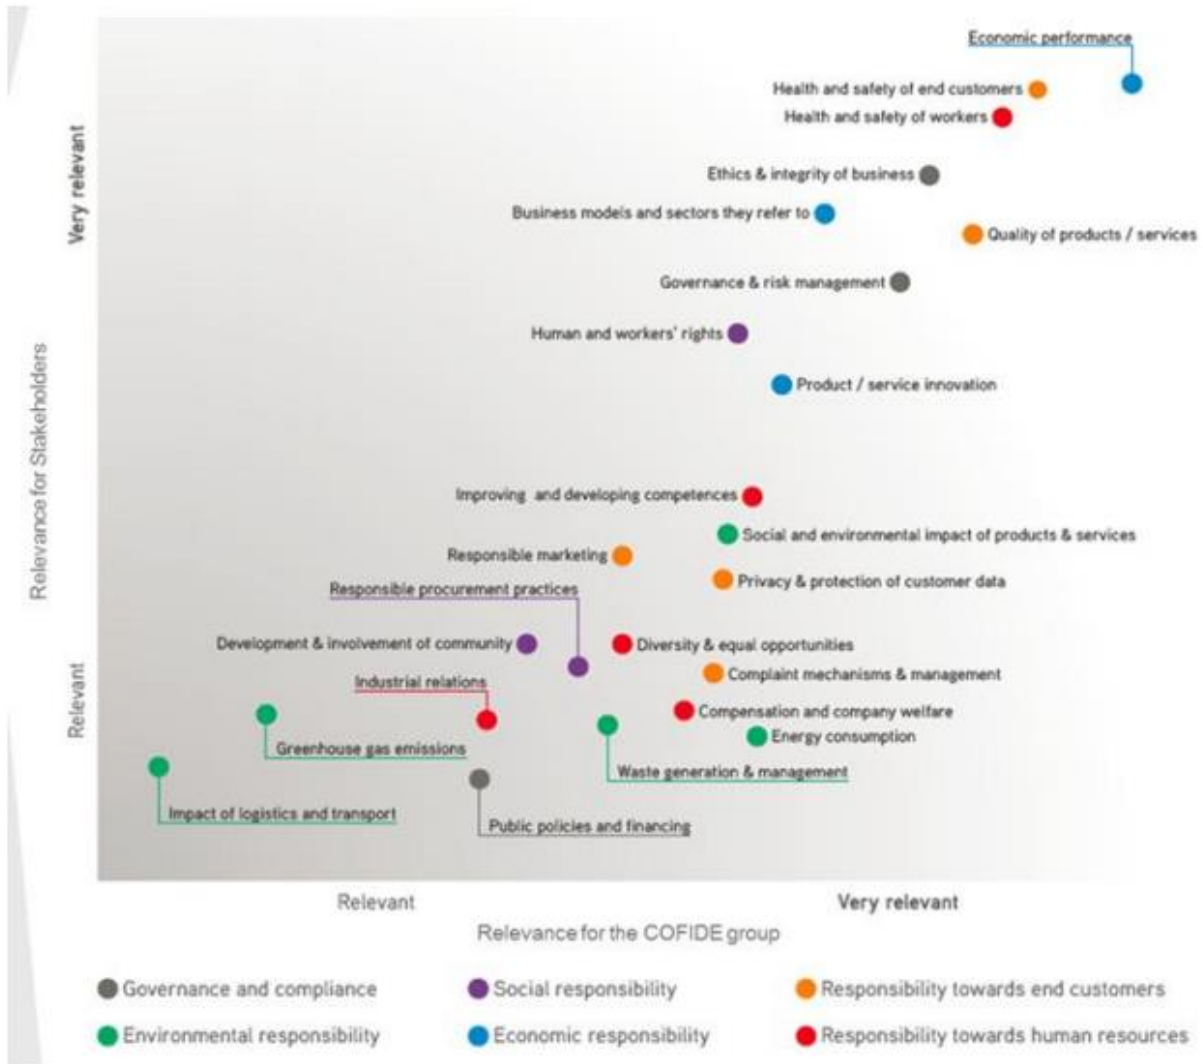 Economic performance
Health and safety of end customers
Health and safety of workers
Ethics & integrity of business
Business models and sectors they refer to
Quality of products / services
Governance & risk management
Human and workers' rights
Product / service innovation
Improving and developing competences
Social and environmental impact of products & services
Responsible marketing
Privacy & protection of customer data
Responsible procurement practices
Development & involvement of community
Diversity & equal opportunities
Complaint mechanisms & management
Industrial relations
Compensation and company welfare
Energy consumption
Greenhouse gas emissions
Waste generation & management
Impact of logistics and transport
Public policies and financing
Very relevant
Relevance for Stakeholders
Relevant
Relevant
Very relevant
Relevance for the COFIDE group
Governance and compliance
Social responsibility
Responsibility towards end customers
Environmental responsibility
Economic responsibility
Responsibility towards human resources